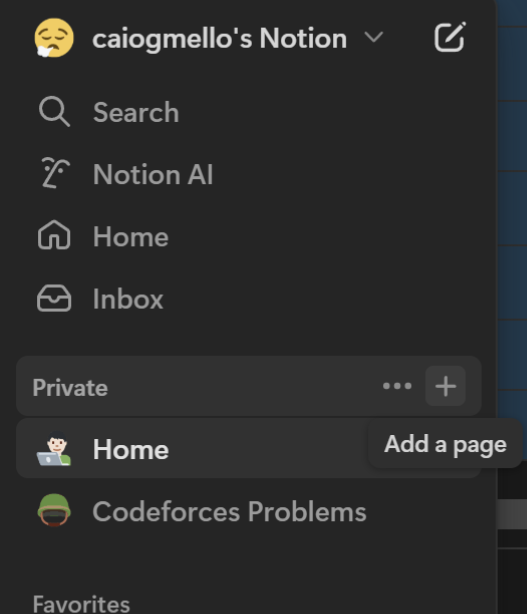 caiogmello's Notion
Search
Notion AI
Home
Inbox
Private
Home
Add a page
Codeforces Problems
Favorites